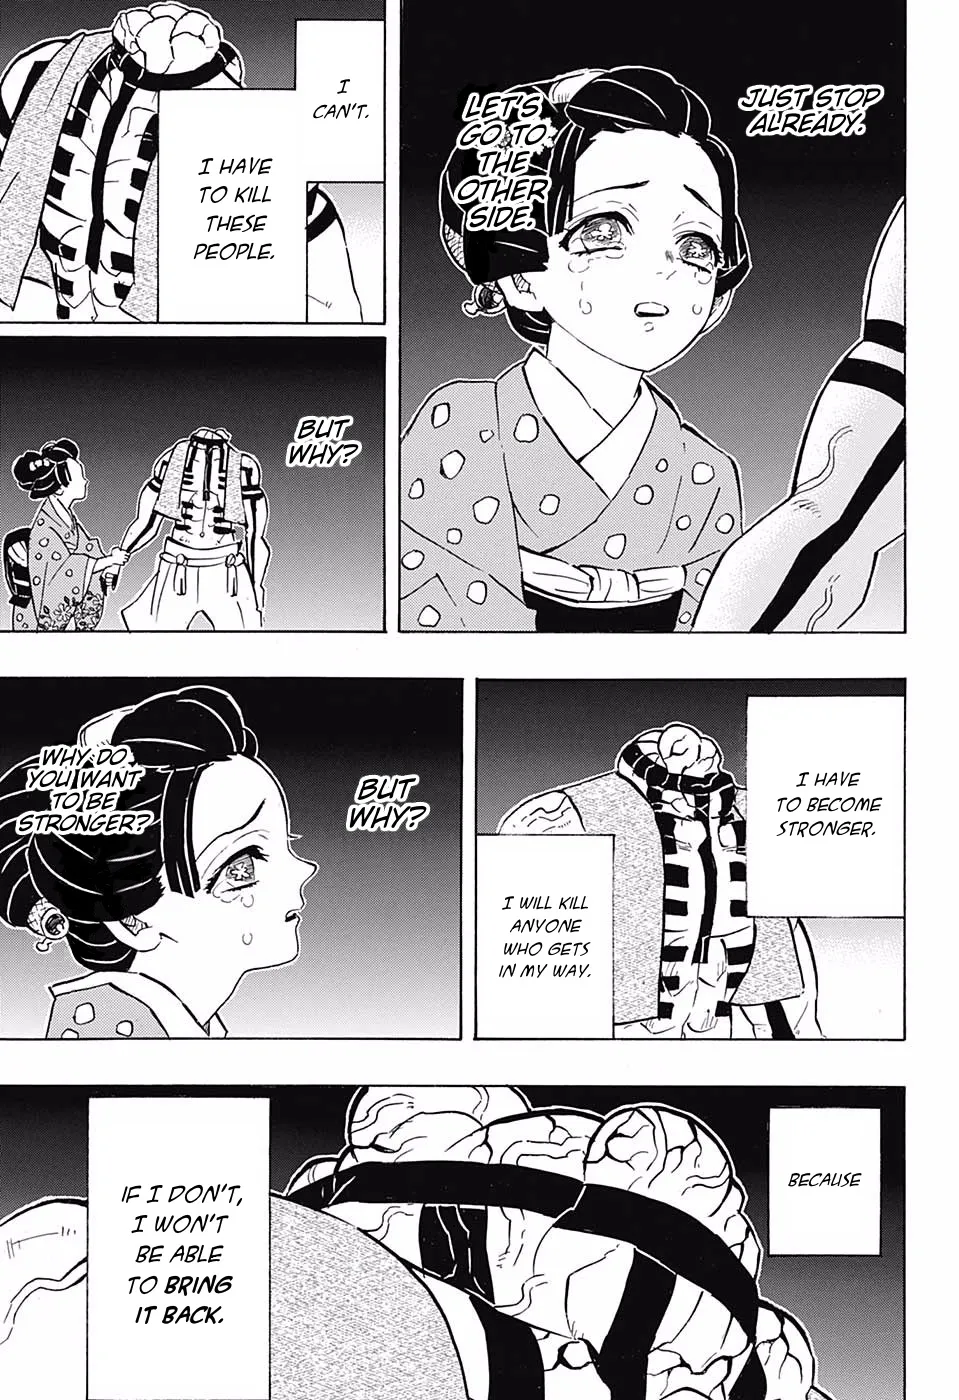 JUST STOP
ALREADY.
LET'S
GO TO
THE
OTHER
SIDE.
I
CAN'T.
I HAVE
TO KILL
THESE
PEOPLE.
BUT
WHY?
I HAVE
TO BECOME
STRONGER.
I WILL KILL
ANYONE
WHO GETS
IN MY WAY.
BUT
WHY?
WHY DO
YOU WANT
TO BE
STRONGER?
BECAUSE
IF I DON'T,
I WON'T
BE ABLE
TO BRING
IT BACK.